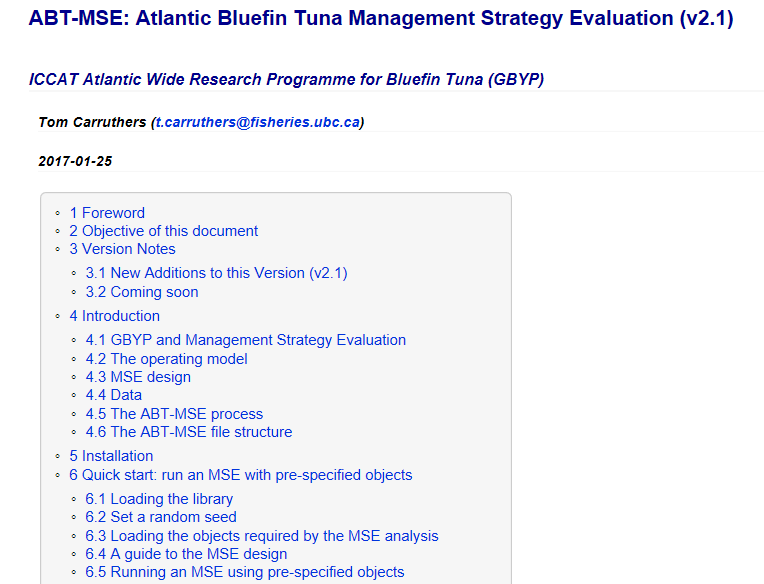 ABT-MSE: Atlantic Bluefin Tuna Management Strategy Evaluation (v2.1)
ICCAT Atlantic Wide Research Programme for Bluefin Tuna (GBYP)
Tom Carruthers (t.carruthers@fisheries.ubc.ca)
2017-01-25
1 Foreword
2 Objective of this document
3 Version Notes
3.1 New Additions to this Version (v2.1)
3.2 Coming soon
4 Introduction
4.1 GBYP and Management Strategy Evaluation
4.2 The operating model
4.3 MSE design
4.4 Data
4.5 The ABT-MSE process
4.6 The ABT-MSE file structure
5 Installation
6 Quick start: run an MSE with pre-specified objects
6.1 Loading the library
6.2 Set a random seed
6.3 Loading the objects required by the MSE analysis
6.4 A guide to the MSE design
6.5 Running an MSE using pre-specified objects